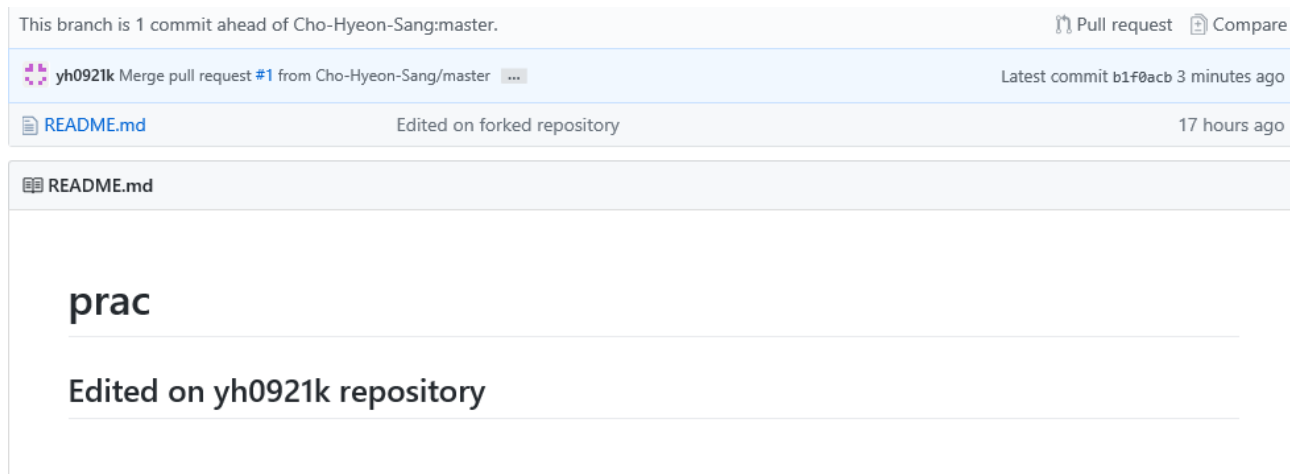 This branch is 1 commit ahead of Cho-Hyeon-Sang:master. Pull request Compare
yh0921k Merge pull request #1 from Cho-Hyeon-Sang/master ... Latest commit b1f0acb 3 minutes ago
README.md Edited on forked repository 17 hours ago
README.md
prac
Edited on yh0921k repository